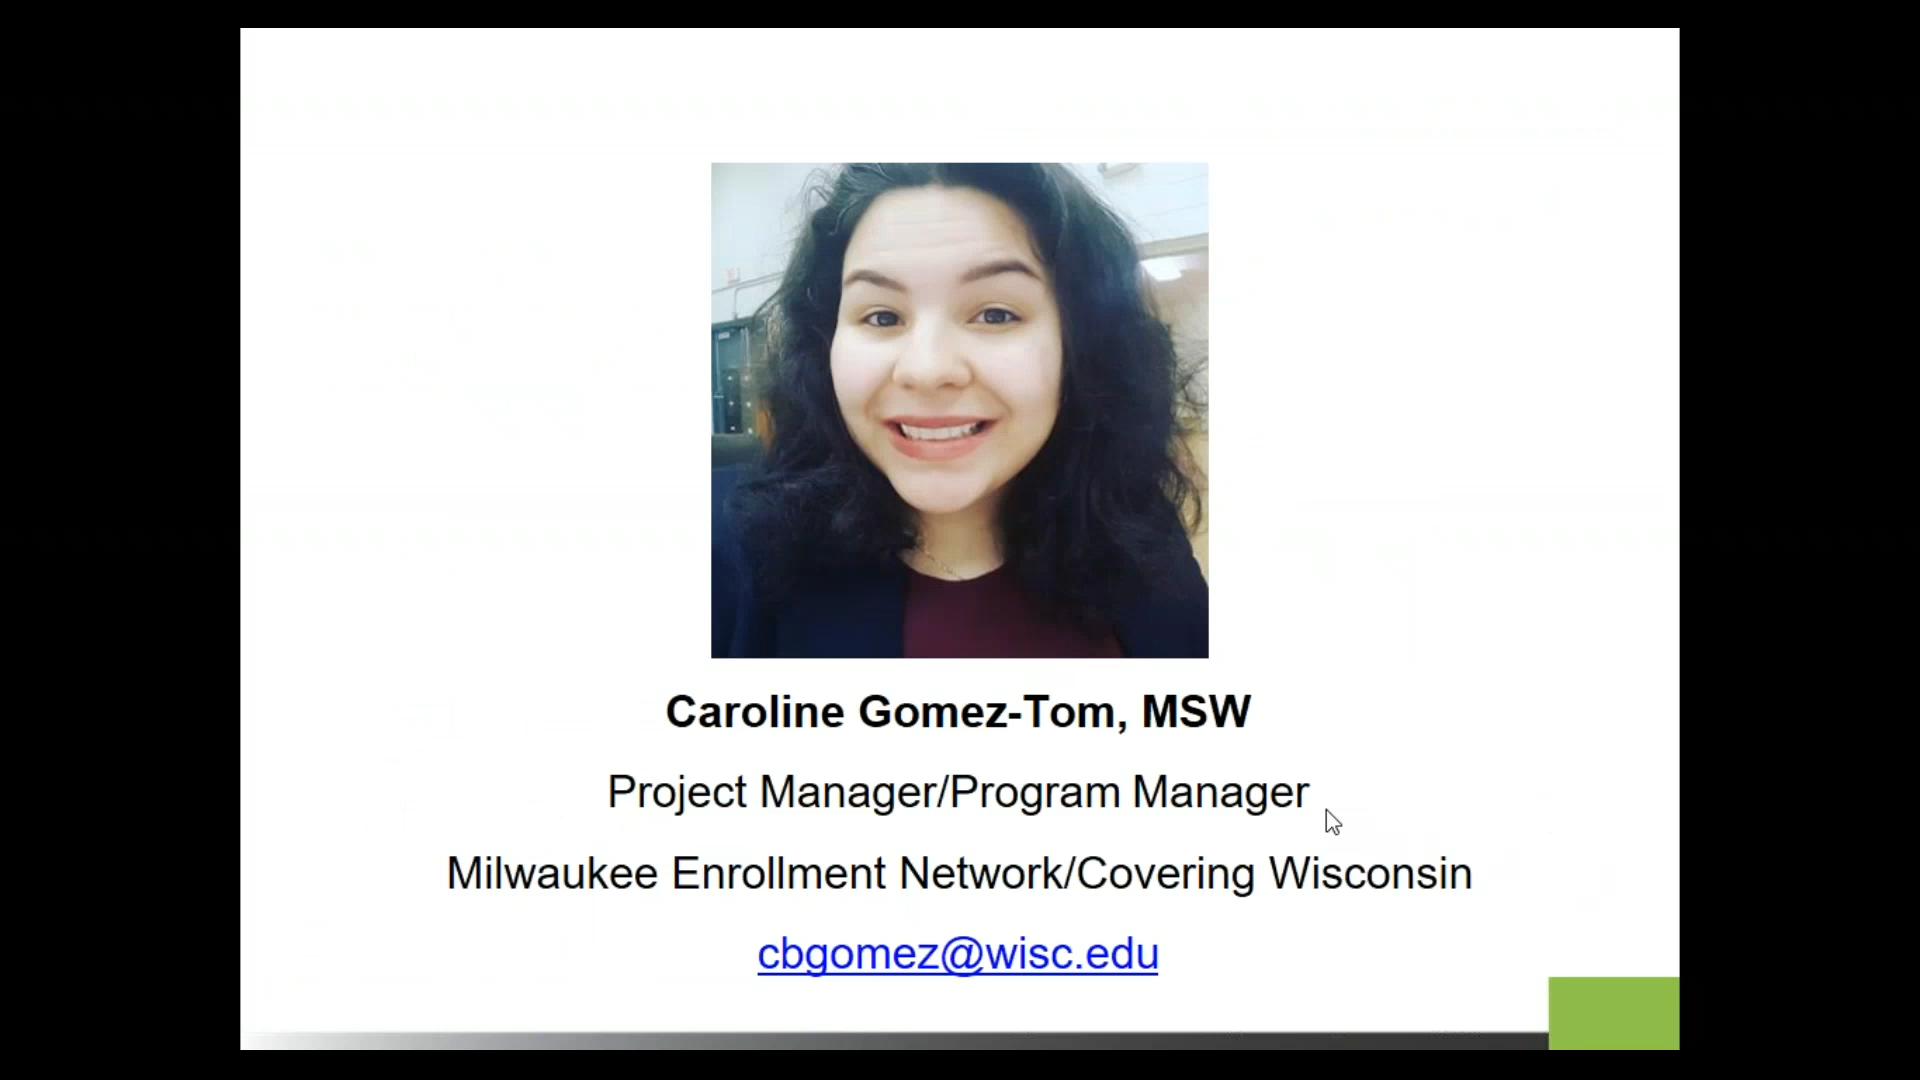 Caroline Gomez-Tom, MSW
Project Manager/Program Manager
Milwaukee Enrollment Network/Covering Wisconsin
cbgomez@wisc.edu